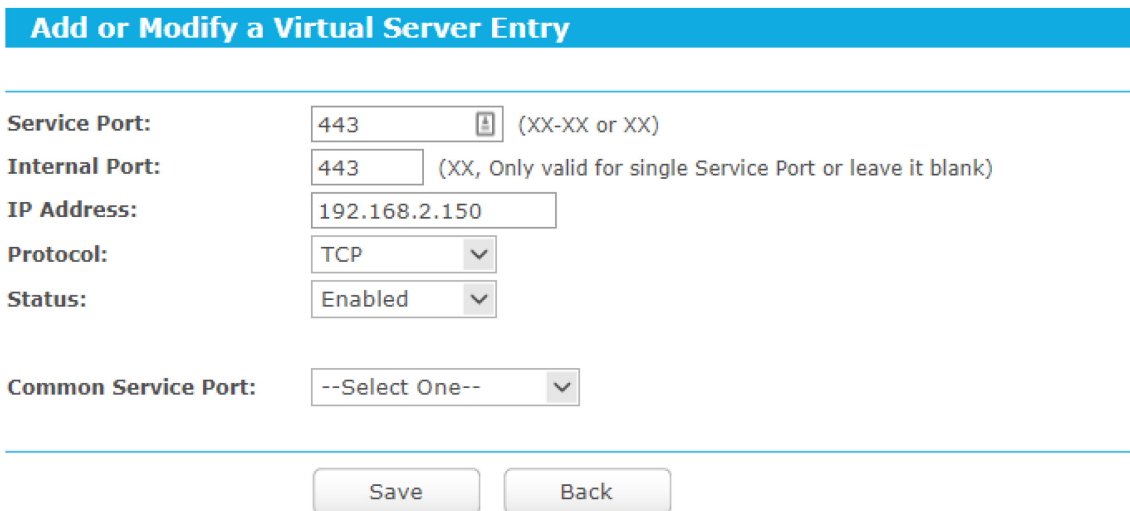 Add or Modify a Virtual Server Entry
Service Port: 443 (XX-XX or XX)
Internal Port: 443 (XX, Only valid for single Service Port or leave it blank)
IP Address: 192.168.2.150
Protocol: TCP
Status: Enabled
Common Service Port: --Select One--
Save Back